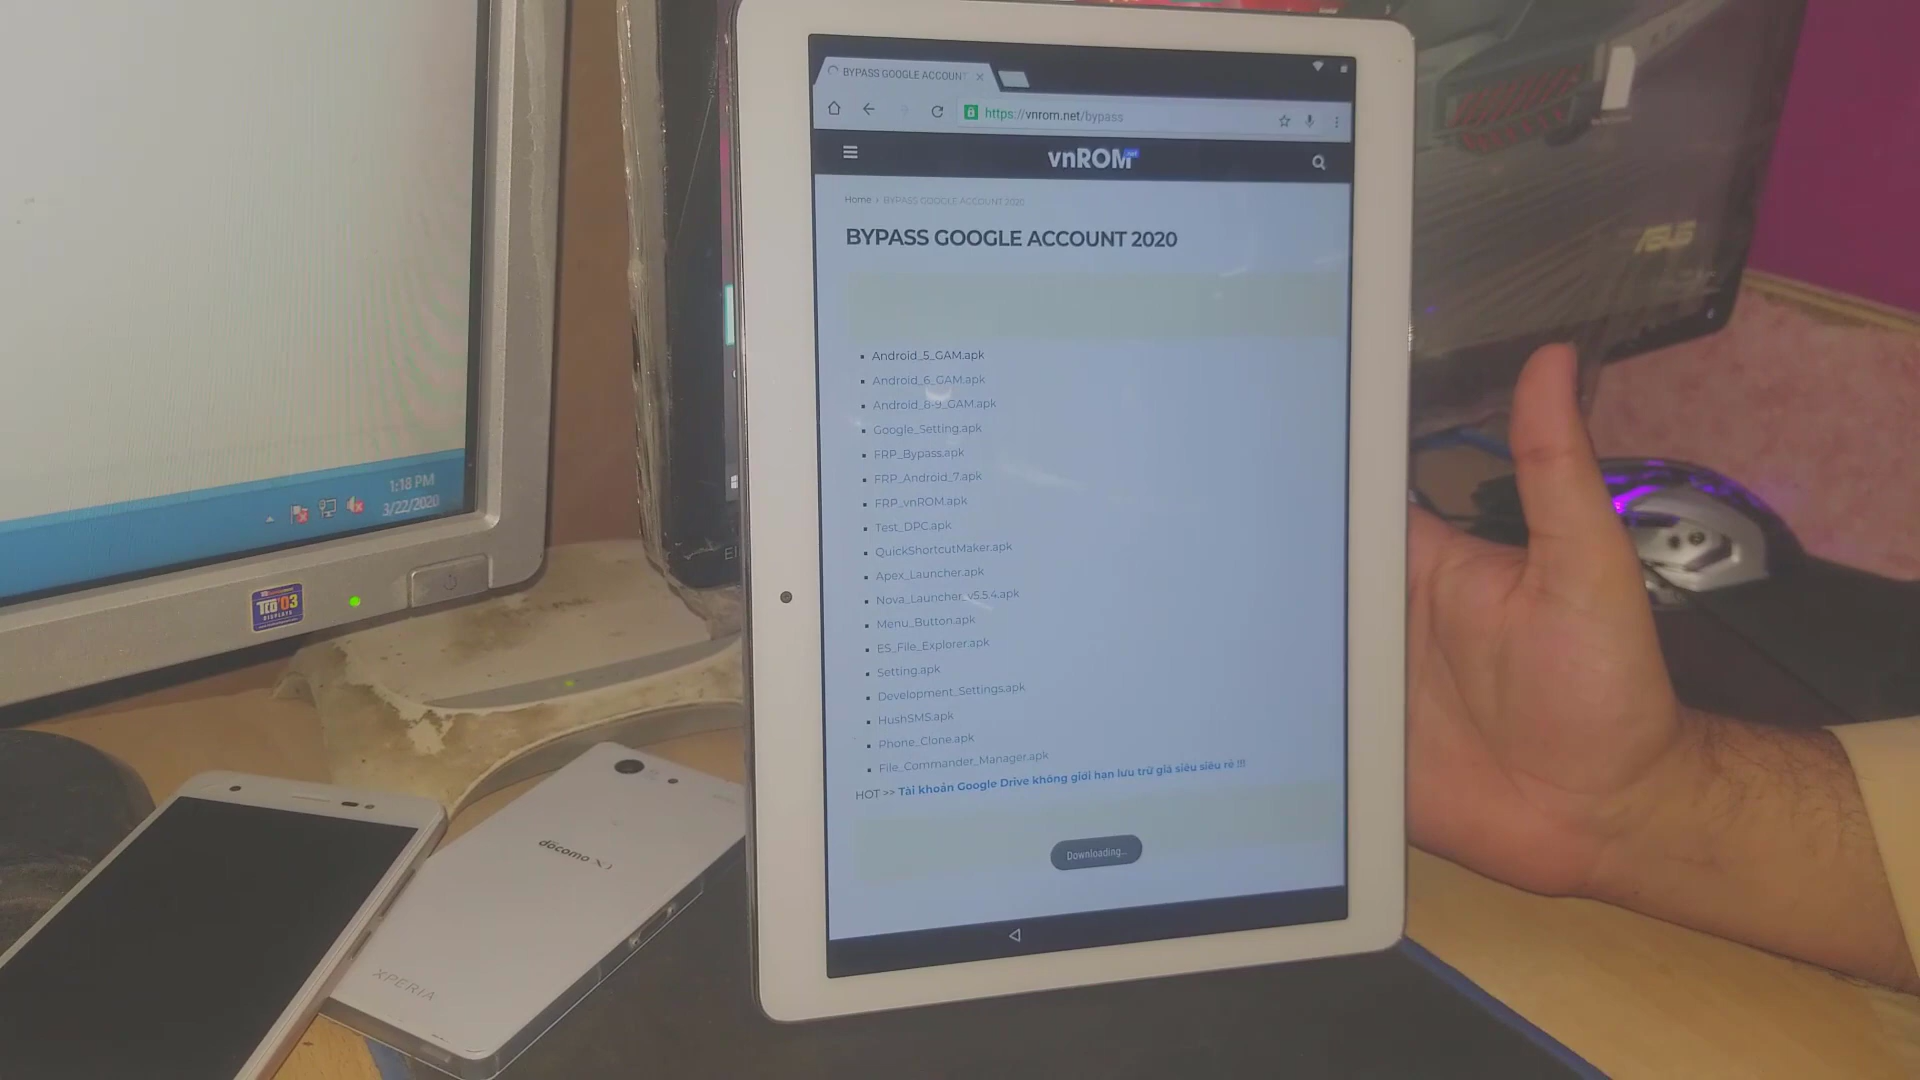 BYPASS GOOGLE ACCOUNT
https://vnrom.net/bypass
vnROM
Home › BYPASS GOOGLE ACCOUNT 2020
BYPASS GOOGLE ACCOUNT 2020
Android_5_GAM.apk
Android_6_GAM.apk
Android_8-9_GAM.apk
Google_Setting.apk
FRP_Bypass.apk
FRP_Android_7.apk
FRP_vnROM.apk
Test_DPC.apk
QuickShortcutMaker.apk
Apex_Launcher.apk
Nova_Launcher_v5.5.4.apk
Menu_Button.apk
ES_File_Explorer.apk
Setting.apk
Development_Settings.apk
HushSMS.apk
Phone_Clone.apk
File_Commander_Manager.apk
HOT >> Tài khoản Google Drive không giới hạn lưu trữ giá siêu siêu rẻ !!!
Downloading...
1:18 PM
3/22/2020
TCO'03
DISPLAYS
docomo Xi
XPERIA
ASUS